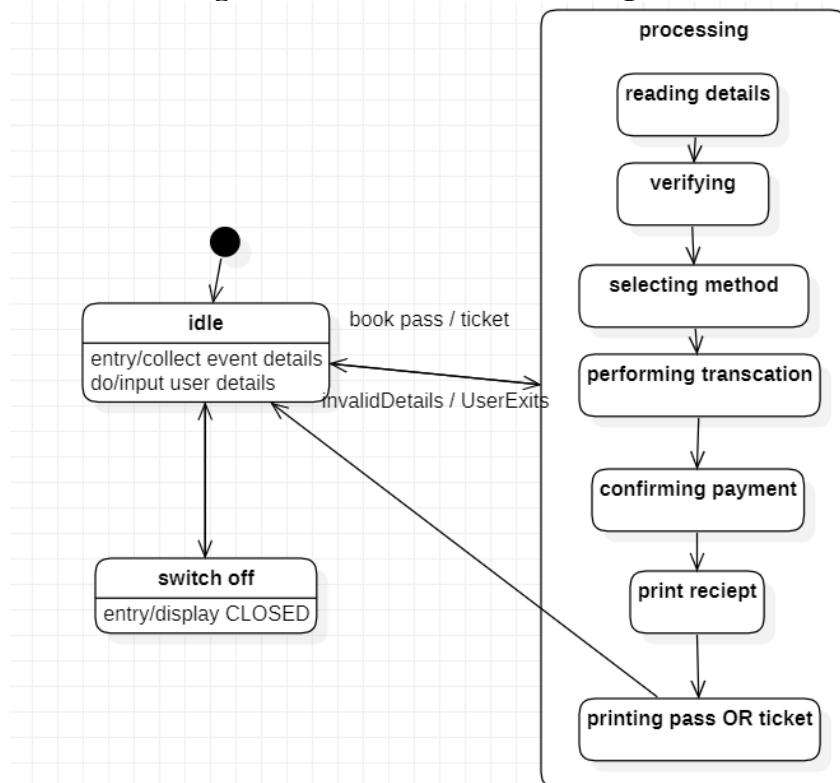 processing
reading details
verifying
selecting method
performing transcation
confirming payment
print reciept
printing pass OR ticket
idle
entry/collect event details
do/input user details
book pass / ticket
invalidDetails / UserExits
switch off
entry/display CLOSED